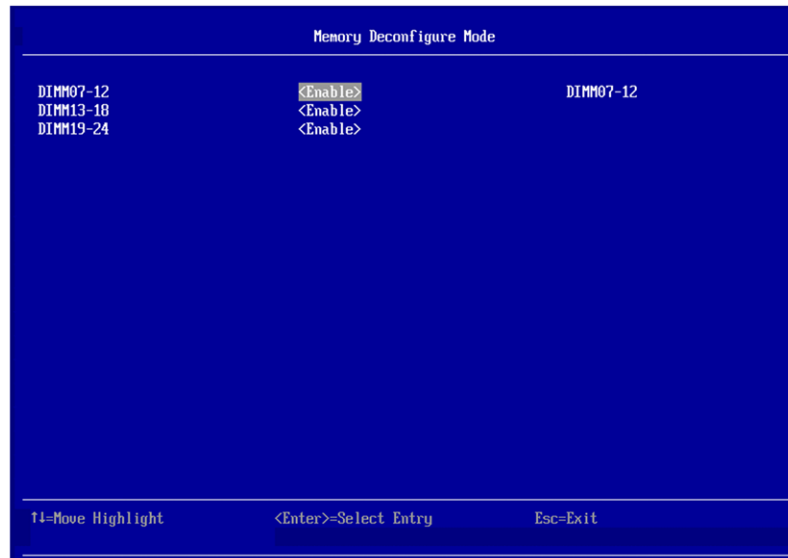 Memory Deconfigure Mode
DIMM07-12 <Enable> DIMM07-12
DIMM13-18 <Enable>
DIMM19-24 <Enable>
↑↓=Move Highlight <Enter>=Select Entry Esc=Exit